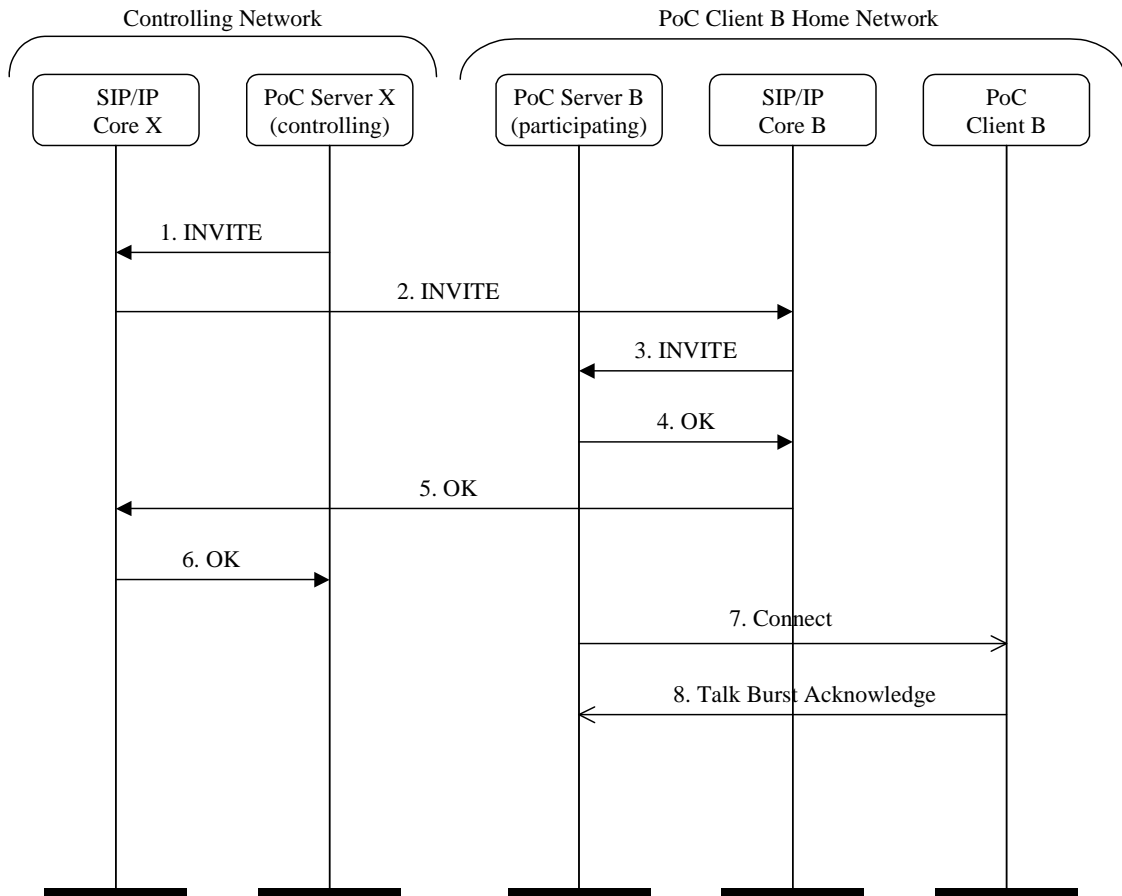 Controlling Network
PoC Client B Home Network
SIP/IP
Core X
PoC Server X
(controlling)
PoC Server B
(participating)
SIP/IP
Core B
PoC
Client B
1. INVITE
2. INVITE
3. INVITE
4. OK
5. OK
6. OK
7. Connect
8. Talk Burst Acknowledge